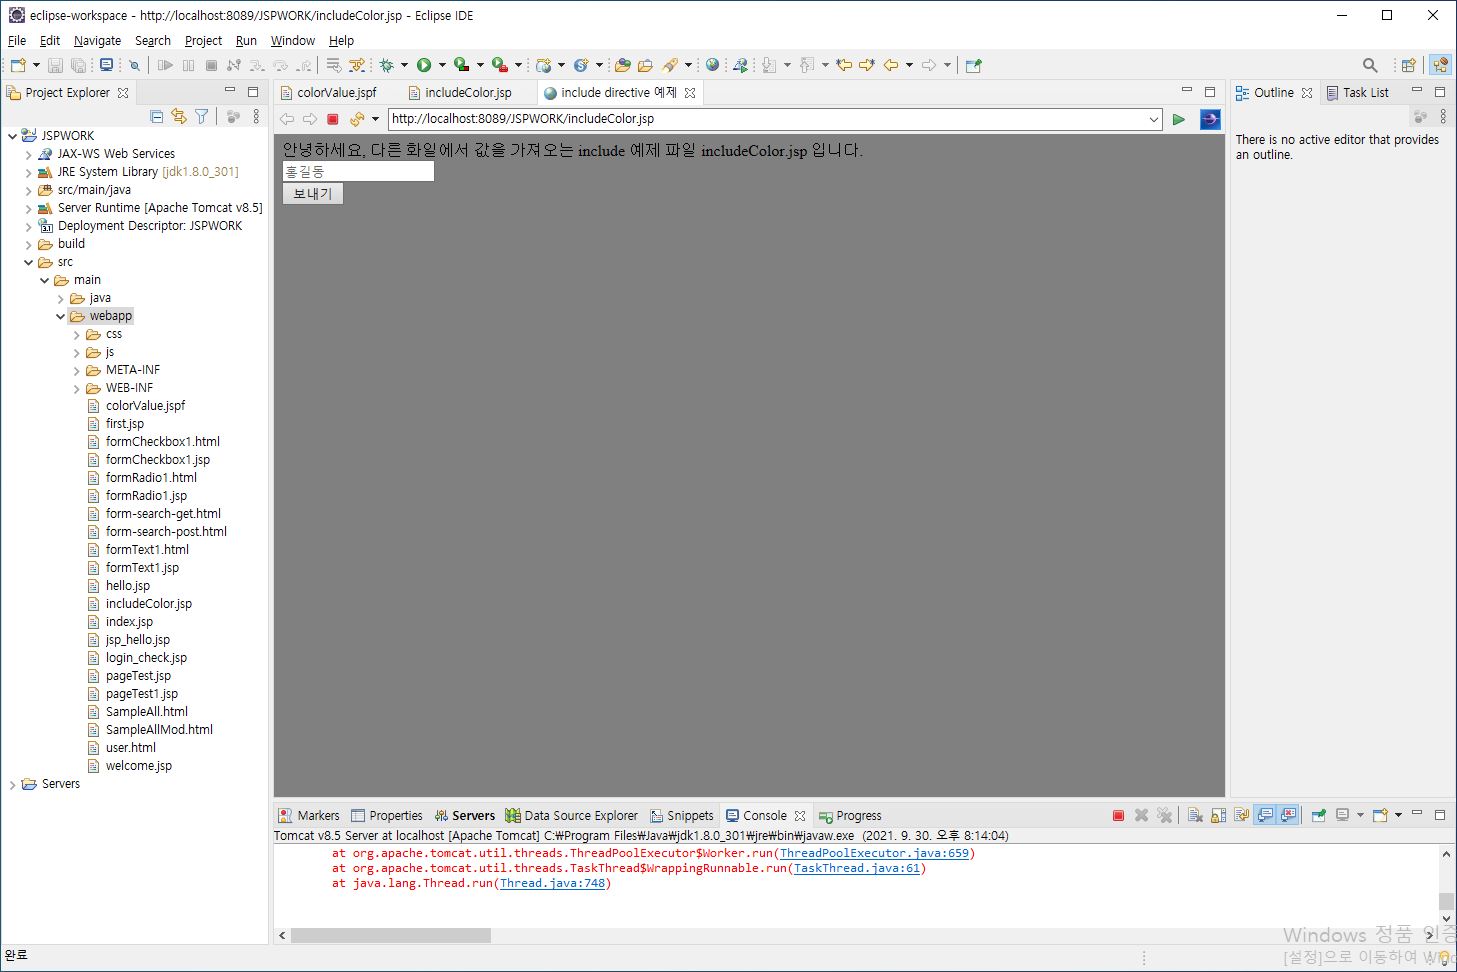 eclipse-workspace - http://localhost:8089/JSPWORK/includeColor.jsp - Eclipse IDE
File Edit Navigate Search Project Run Window Help
Project Explorer
colorValue.jspf
includeColor.jsp
include directive 예제
Outline
Task List
http://localhost:8089/JSPWORK/includeColor.jsp
There is no active editor that provides
an outline.
안녕하세요, 다른 화일에서 값을 가져오는 include 예제 파일 includeColor.jsp 입니다.
홍길동
보내기
JSPWORK
JAX-WS Web Services
JRE System Library [jdk1.8.0_301]
src/main/java
Server Runtime [Apache Tomcat v8.5]
Deployment Descriptor: JSPWORK
build
src
main
java
webapp
css
js
META-INF
WEB-INF
colorValue.jspf
first.jsp
formCheckbox1.html
formCheckbox1.jsp
formRadio1.html
formRadio1.jsp
form-search-get.html
form-search-post.html
formText1.html
formText1.jsp
hello.jsp
includeColor.jsp
index.jsp
jsp_hello.jsp
login_check.jsp
pageTest.jsp
pageTest1.jsp
SampleAll.html
SampleAllMod.html
user.html
welcome.jsp
Servers
Markers Properties Servers Data Source Explorer Snippets Console Progress
Tomcat v8.5 Server at localhost [Apache Tomcat] C:₩Program Files₩Java₩jdk1.8.0_301₩jre₩bin₩javaw.exe (2021. 9. 30. 오후 8:14:04)
at org.apache.tomcat.util.threads.ThreadPoolExecutor$Worker.run(ThreadPoolExecutor.java:659)
at org.apache.tomcat.util.threads.TaskThread$WrappingRunnable.run(TaskThread.java:61)
at java.lang.Thread.run(Thread.java:748)
Windows 정품 인증
[설정]으로 이동하여 Win
완료